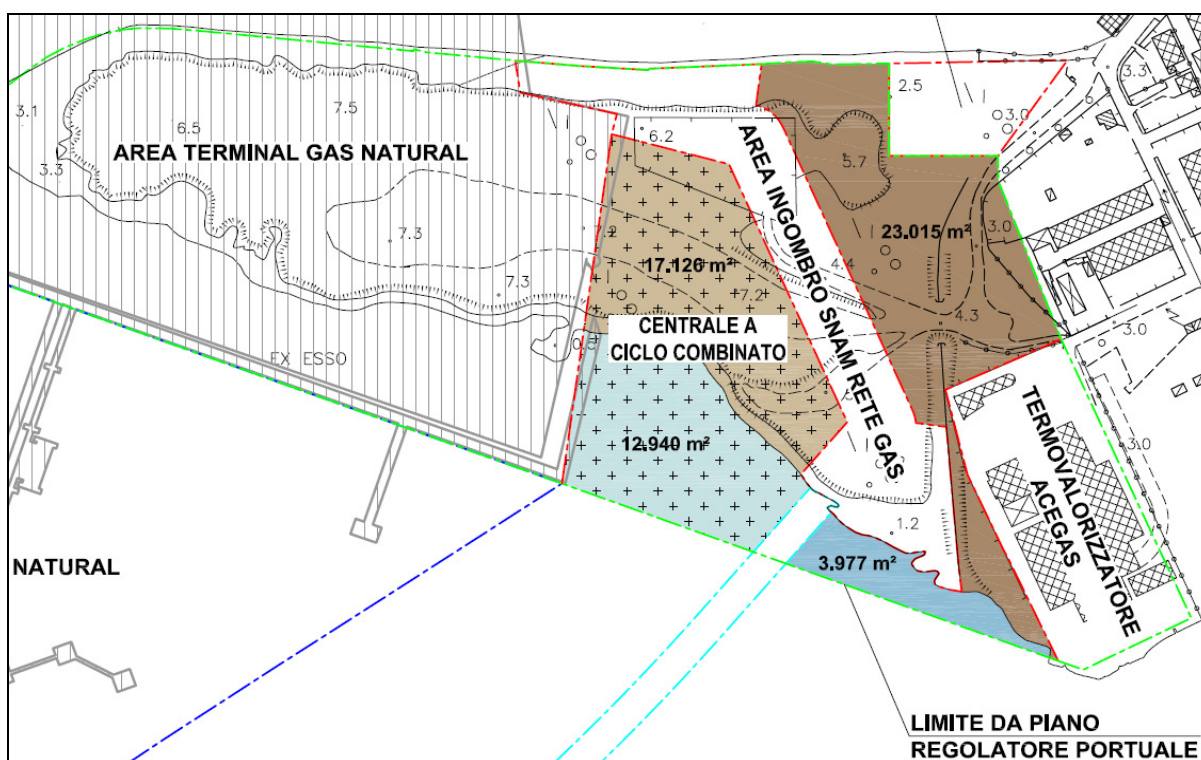 2.5
3.3
3.1
7.5
6.5
6.2
3.0
6
AREA TERMINAL GAS NATURAL
3.3
5.7
AREA INGOMBRO SNAM RETE GAS
23.015 m²
3.0
7.3
17.126 m²
4.4
7.3
7.2
4.3
3.0
CENTRALE A
CICLO COMBINATO
EX ESSO
12.940 m²
TERMOVALORIZZATORE
ACEGAS
3.0
1.2
3.977 m²
NATURAL
LIMITE DA PIANO
REGOLATORE PORTUALE